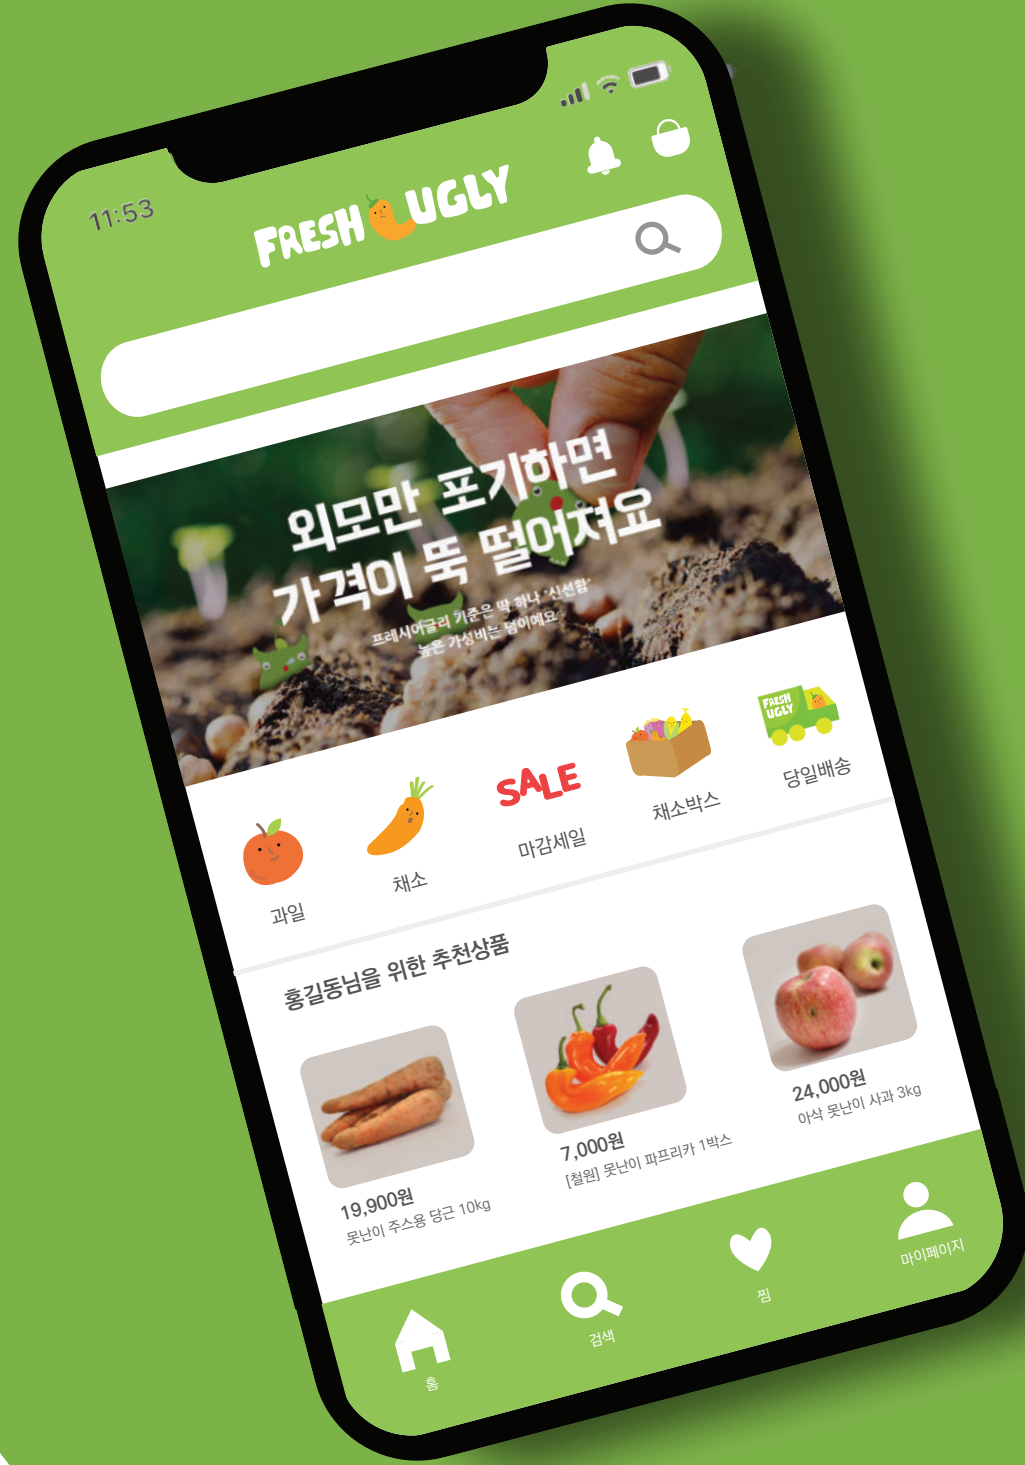 11:53
FRESH UGLY
외모만 포기하면
가격이 뚝 떨어져요
프레시어글리 기준은 딱 하나 '신선함'
높은 가성비는 덤이에요
FRESH
UGLY
SALE
과일
채소
마감세일
채소박스
당일배송
홍길동님을 위한 추천상품
19,900원
못난이 주스용 당근 10kg
7,000원
[철원] 못난이 파프리카 1박스
24,000원
아삭 못난이 사과 3kg
홈
검색
찜
마이페이지